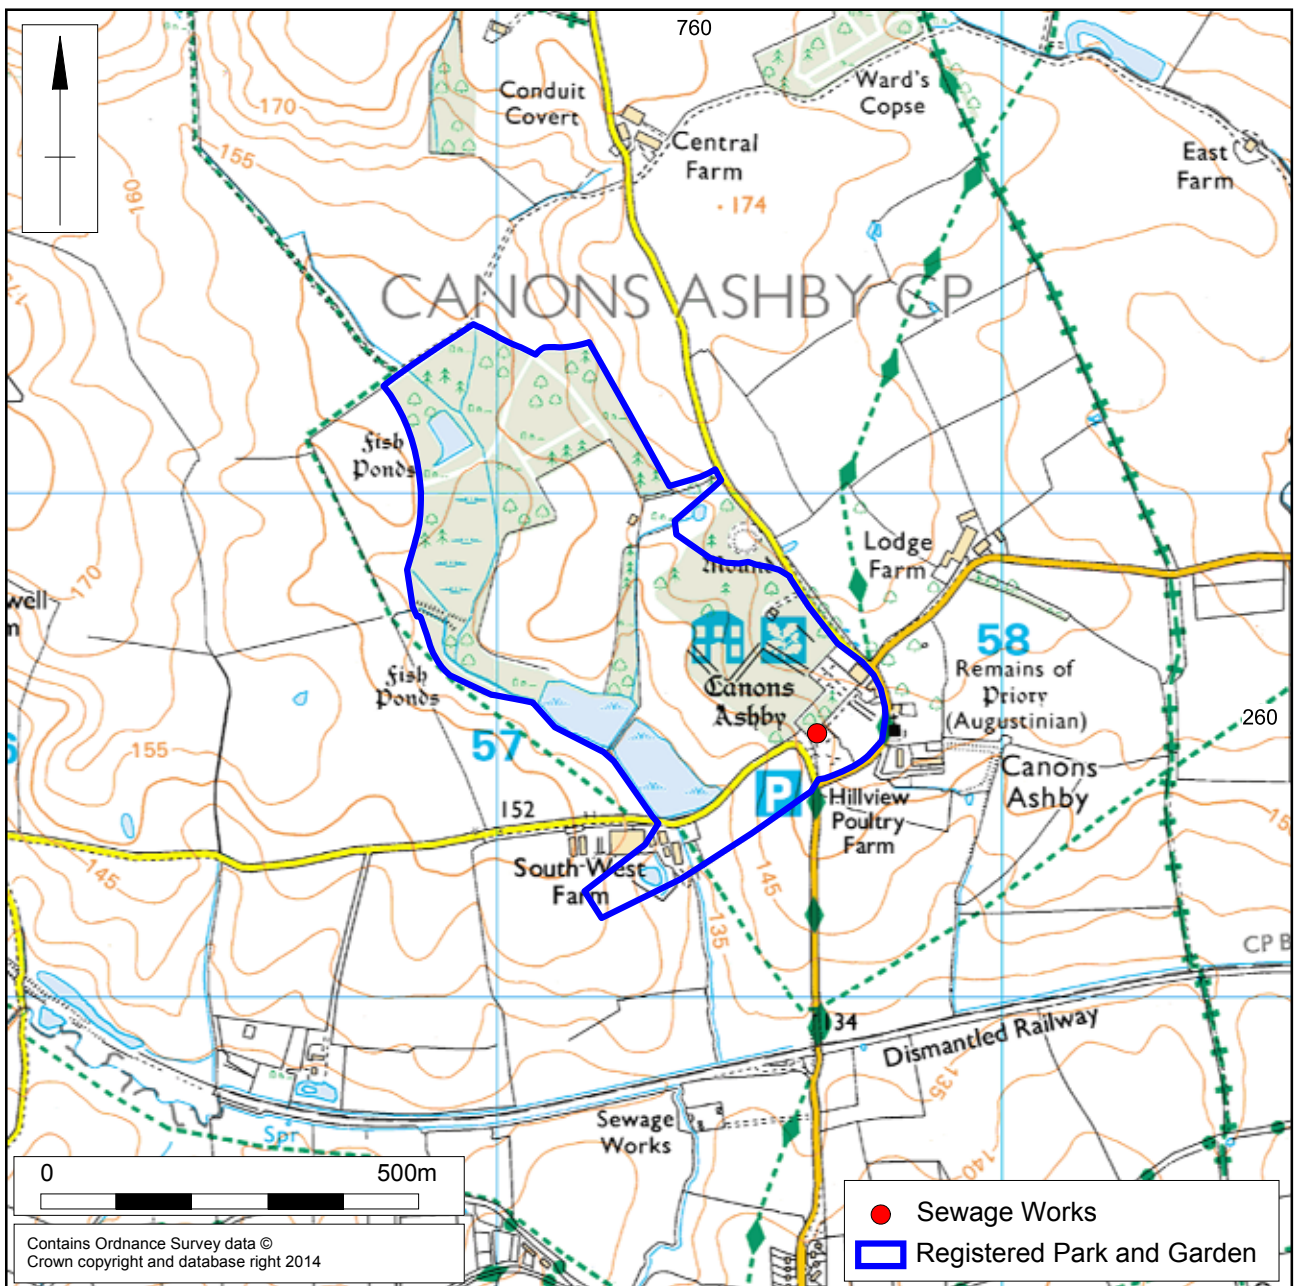 760
Conduit
Covert
Ward's
Copse
170
Central
Farm
East
Farm
155
160
174
CANONS ASHBY CP
Fish
Ponds
Lodge
Farm
170
Mound
well
58
Remains of
Priory
(Augustinian)
Fish
Ponds
Canons
Ashby
260
57
155
Canons
Ashby
P
152
Hillview
Poultry
Farm
145
South-West
Farm
145
135
CP B
134
Dismantled Railway
135
Sewage
Works
Spr
140
0 500m
Sewage Works
Registered Park and Garden
Contains Ordnance Survey data ©
Crown copyright and database right 2014